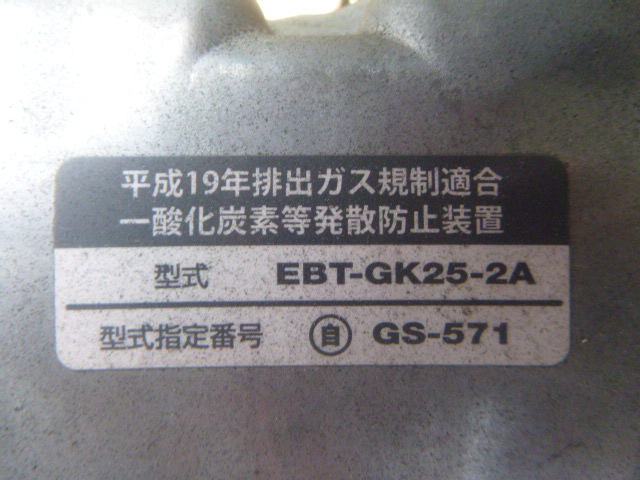 平成19年排出ガス規制適合
一酸化炭素等発散防止装置
型式 EBT-GK25-2A
型式指定番号 自 GS-571